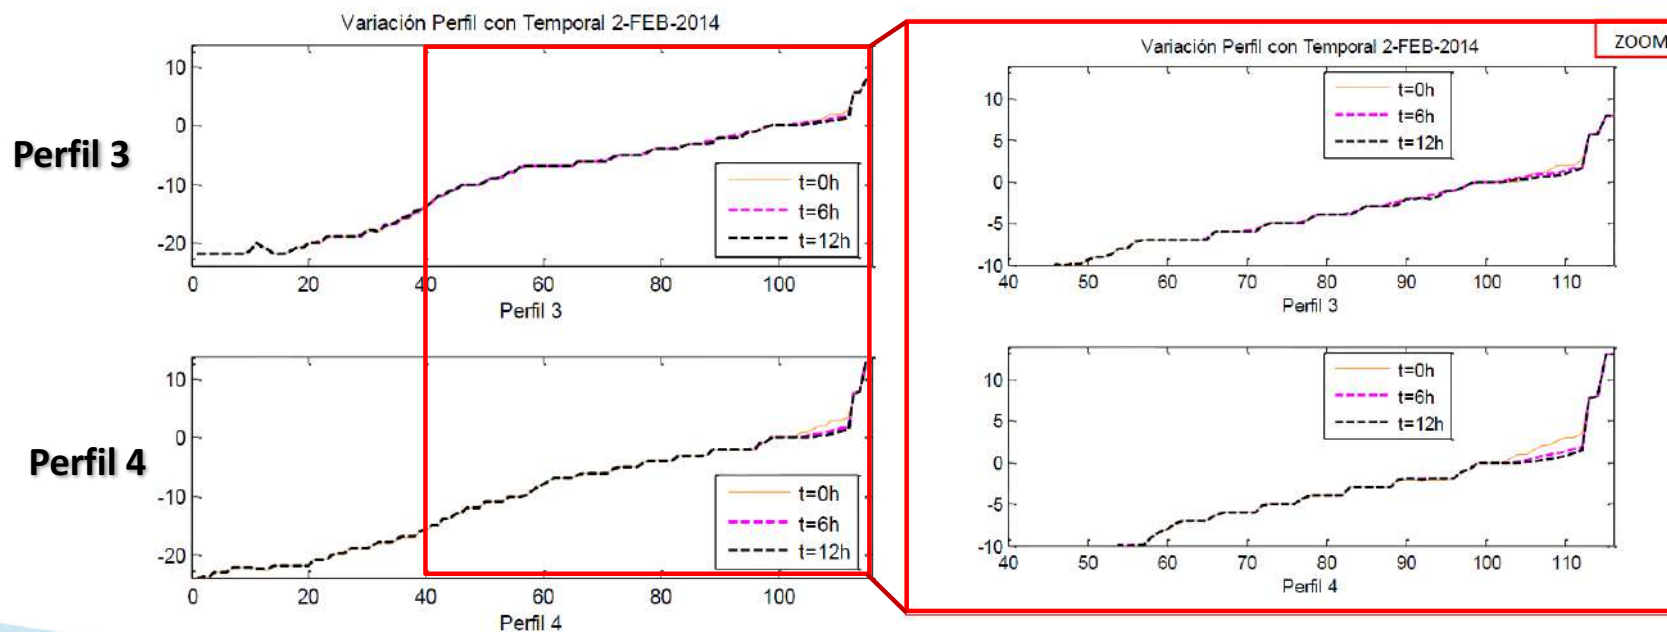 Variación Perfil con Temporal 2-FEB-2014
Perfil 3
10
0
-10
-20
t=0h
t=6h
t=12h
0 20 40 60 80 100
Perfil 3
Perfil 4
10
0
-10
-20
t=0h
t=6h
t=12h
0 20 40 60 80 100
Perfil 4
ZOOM
Variación Perfil con Temporal 2-FEB-2014
10
5
0
-5
-10
t=0h
t=6h
t=12h
40 50 60 70 80 90 100 110
Perfil 3
10
5
0
-5
-10
t=0h
t=6h
t=12h
40 50 60 70 80 90 100 110
Perfil 4